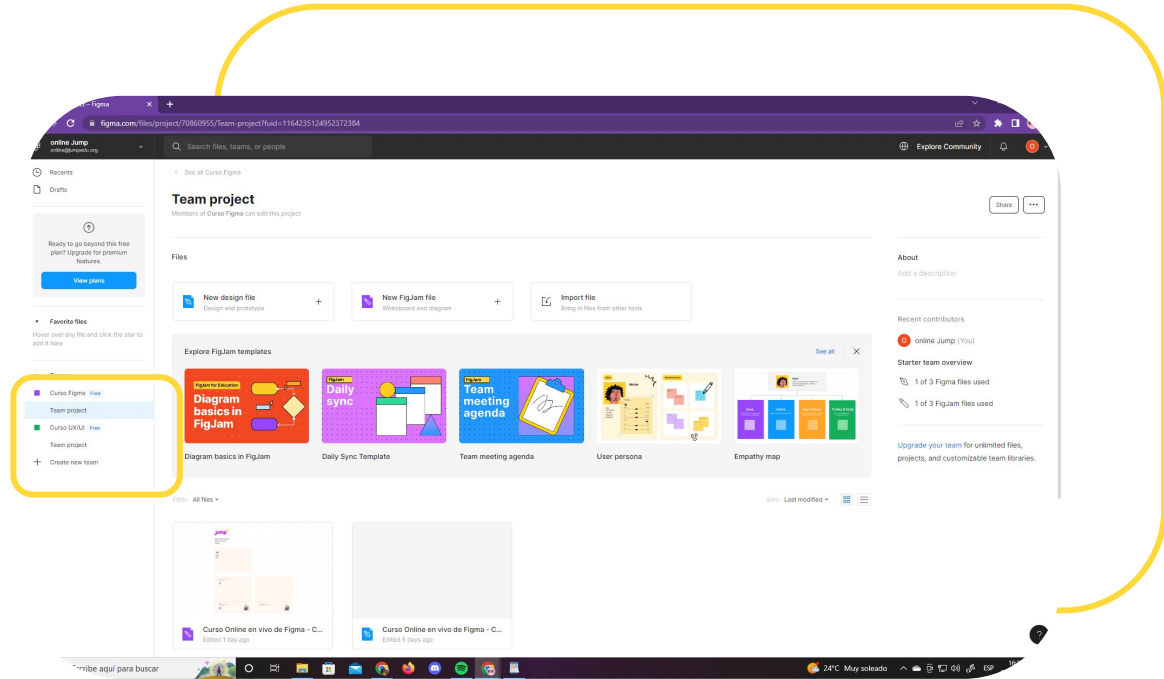 – Figma
figma.com/files/project/70860955/Team-project?fuid=1164235124952372384
online Jump
online@jumpedu.org
Search files, teams, or people
Explore Community
O
Recents
Drafts
Ready to go beyond this free
plan? Upgrade for premium
features.
View plans
Favorite files
Hover over any file and click the star to
add it here
Curso Figma Free
Team project
Curso UX/UI Free
Team project
Create new team
See all Curso Figma
Team project
Members of Curso Figma can edit this project
Share
Files
New design file
Design and prototype
New FigJam file
Whiteboard and diagram
Import file
Bring in files from other tools
Explore FigJam templates
See all
FigJam for Education
Diagram
basics in
FigJam
FigJam
Daily
sync
FigJam
Team
meeting
agenda
Diagram basics in FigJam
Daily Sync Template
Team meeting agenda
User persona
Empathy map
Filter: All files
Sort: Last modified
jump
Curso Online en vivo de Figma - C...
Edited 1 day ago
Curso Online en vivo de Figma - C...
Edited 5 days ago
About
Add a description
Recent contributors
O
online Jump (You)
Starter team overview
1 of 3 Figma files used
1 of 3 FigJam files used
Upgrade your team for unlimited files,
projects, and customizable team libraries.
?
aquí para buscar
24°C Muy soleado
ESP